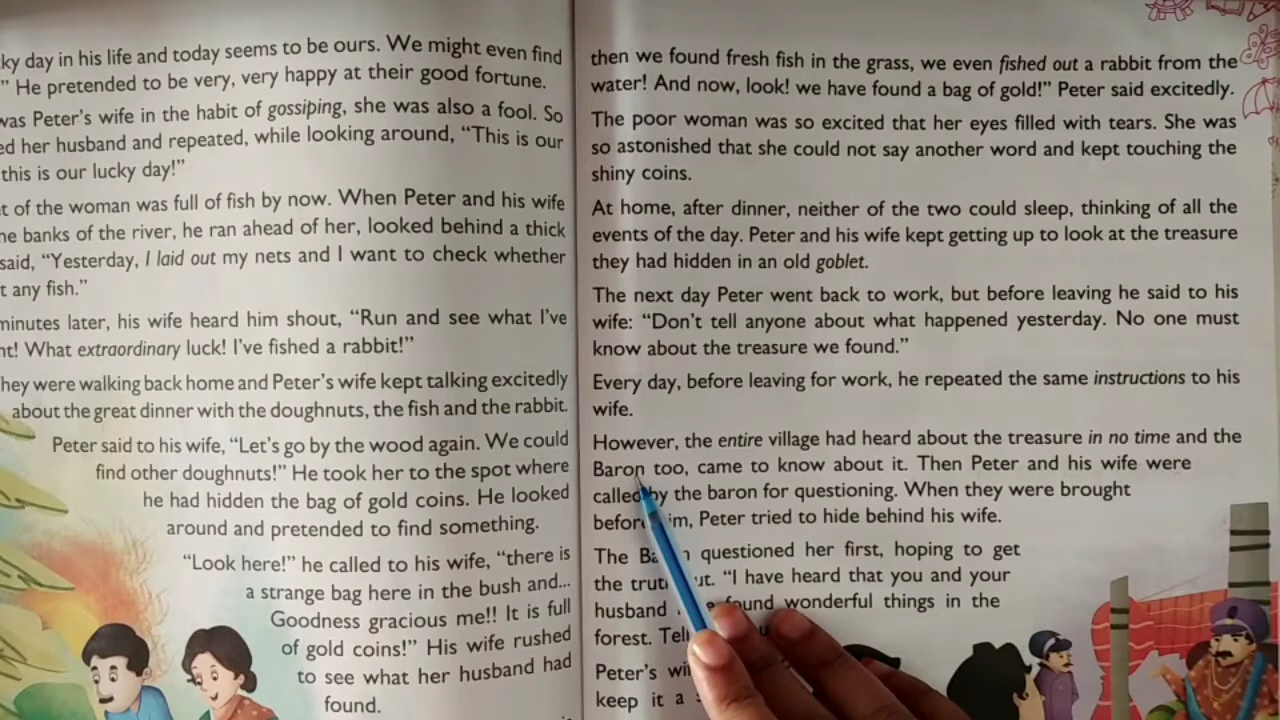 ky day in his life and today seems to be ours. We might even find
" He pretended to be very, very happy at their good fortune.
was Peter's wife in the habit of gossiping, she was also a fool. So
ed her husband and repeated, while looking around, "This is our
this is our lucky day!"
t of the woman was full of fish by now. When Peter and his wife
he banks of the river, he ran ahead of her, looked behind a thick
said, "Yesterday, I laid out my nets and I want to check whether
t any fish."
minutes later, his wife heard him shout, "Run and see what I've
ht! What extraordinary luck! I've fished a rabbit!"
hey were walking back home and Peter's wife kept talking excitedly
about the great dinner with the doughnuts, the fish and the rabbit.
Peter said to his wife, "Let's go by the wood again. We could
find other doughnuts!" He took her to the spot where
he had hidden the bag of gold coins. He looked
around and pretended to find something.
"Look here!" he called to his wife, "there is
a strange bag here in the bush and...
Goodness gracious me!! It is full
of gold coins!" His wife rushed
to see what her husband had
found.
then we found fresh fish in the grass, we even fished out a rabbit from the
water! And now, look! we have found a bag of gold!" Peter said excitedly.
The poor woman was so excited that her eyes filled with tears. She was
so astonished that she could not say another word and kept touching the
shiny coins.
At home, after dinner, neither of the two could sleep, thinking of all the
events of the day. Peter and his wife kept getting up to look at the treasure
they had hidden in an old goblet.
The next day Peter went back to work, but before leaving he said to his
wife: "Don't tell anyone about what happened yesterday. No one must
know about the treasure we found."
Every day, before leaving for work, he repeated the same instructions to his
wife.
However, the entire village had heard about the treasure in no time and the
Baron too, came to know about it. Then Peter and his wife were
called by the baron for questioning. When they were brought
befor im, Peter tried to hide behind his wife.
The Ba n questioned her first, hoping to get
the trut ut. "I have heard that you and your
husband found wonderful things in the
forest. Tell
Peter's wi
keep it a